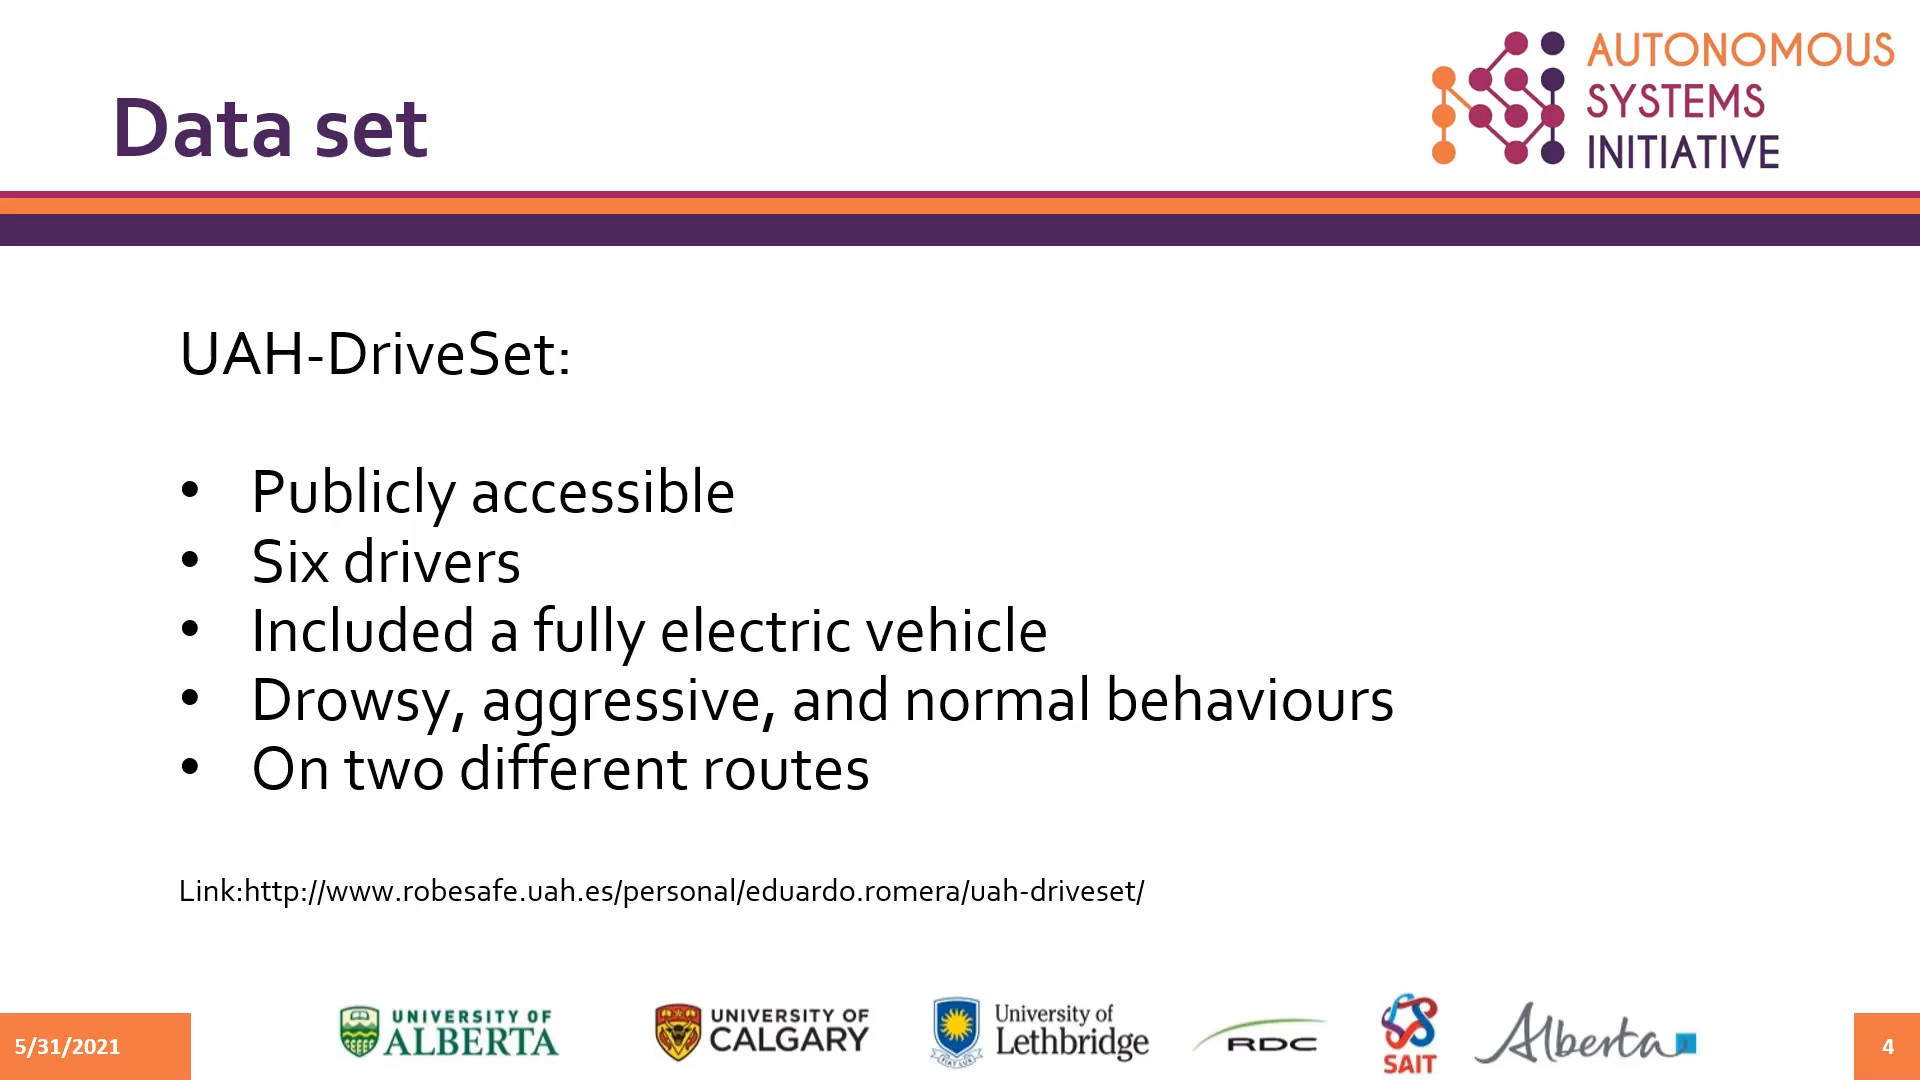 Data set
AUTONOMOUS
SYSTEMS
INITIATIVE
UAH-DriveSet:
• Publicly accessible
• Six drivers
• Included a fully electric vehicle
• Drowsy, aggressive, and normal behaviours
• On two different routes
Link:http://www.robesafe.uah.es/personal/eduardo.romera/uah-driveset/
5/31/2021
UNIVERSITY OF
ALBERTA
UNIVERSITY OF
CALGARY
University of
Lethbridge
FIAT LUX
RDC
SAIT
Alberta
4